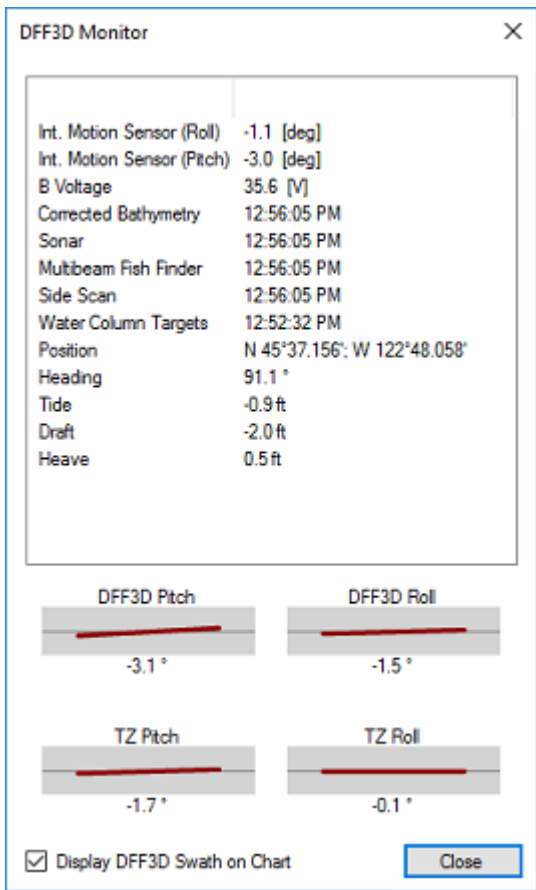 DFF3D Monitor
Int. Motion Sensor (Roll) -1.1 [deg]
Int. Motion Sensor (Pitch) -3.0 [deg]
B Voltage 35.6 [V]
Corrected Bathymetry 12:56:05 PM
Sonar 12:56:05 PM
Multibeam Fish Finder 12:56:05 PM
Side Scan 12:56:05 PM
Water Column Targets 12:52:32 PM
Position N 45°37.156'; W 122°48.058'
Heading 91.1 °
Tide -0.9 ft
Draft -2.0 ft
Heave 0.5 ft
DFF3D Pitch DFF3D Roll
-3.1 ° -1.5 °
TZ Pitch TZ Roll
-1.7 ° -0.1 °
Display DFF3D Swath on Chart Close